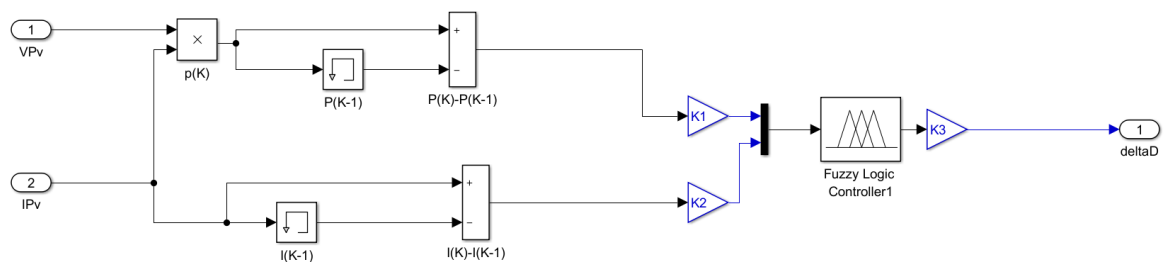 1
VPv
×
p(K)
P(K-1)
+
−
P(K)-P(K-1)
K1
Fuzzy Logic
Controller1
K3
1
deltaD
2
IPv
I(K-1)
+
−
I(K)-I(K-1)
K2